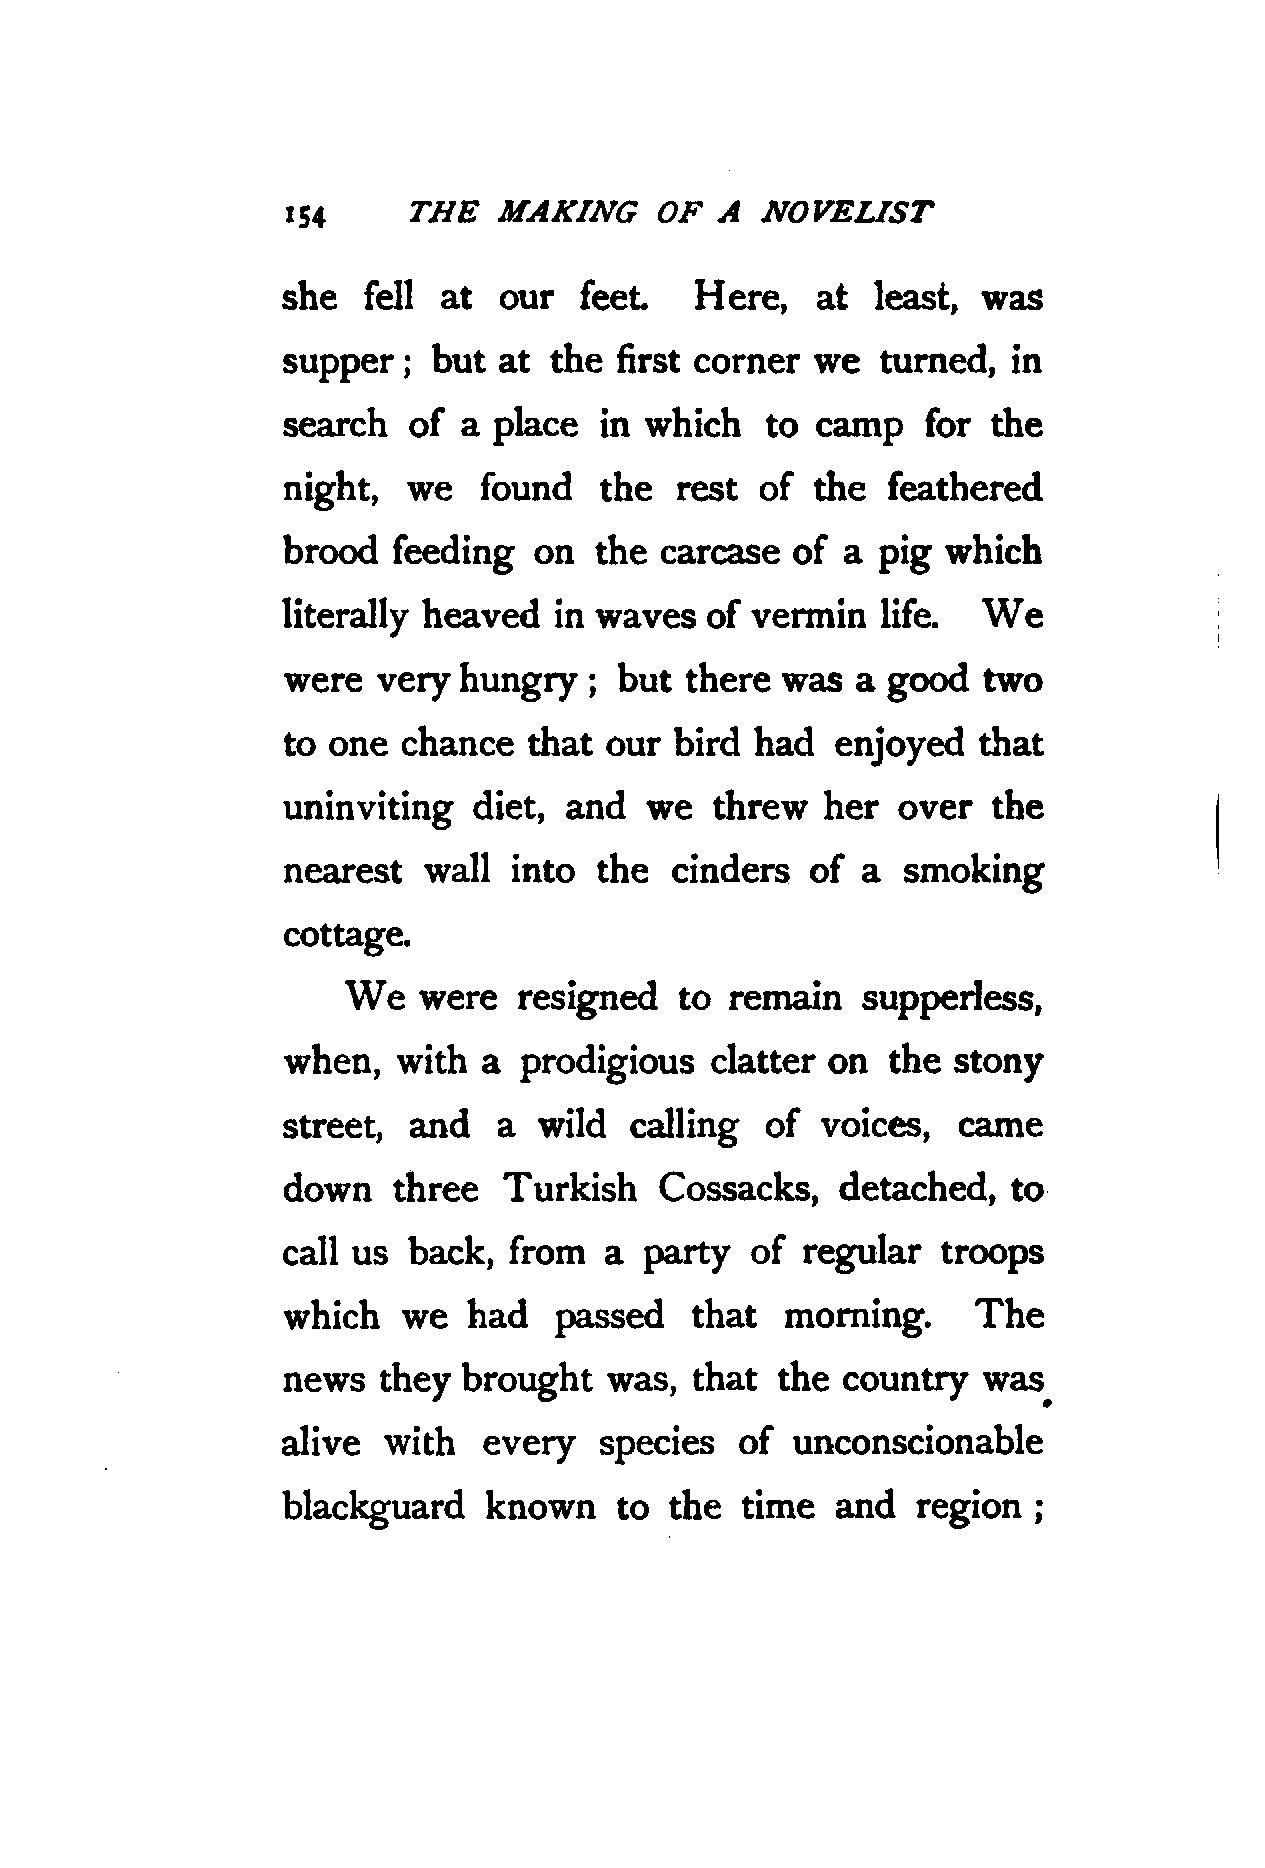 154 THE MAKING OF A NOVELIST
she fell at our feet. Here, at least, was
supper ; but at the first corner we turned, in
search of a place in which to camp for the
night, we found the rest of the feathered
brood feeding on the carcase of a pig which
literally heaved in waves of vermin life. We
were very hungry ; but there was a good two
to one chance that our bird had enjoyed that
uninviting diet, and we threw her over the
nearest wall into the cinders of a smoking
cottage.
We were resigned to remain supperless,
when, with a prodigious clatter on the stony
street, and a wild calling of voices, came
down three Turkish Cossacks, detached, to
call us back, from a party of regular troops
which we had passed that morning. The
news they brought was, that the country was
alive with every species of unconscionable
blackguard known to the time and region ;